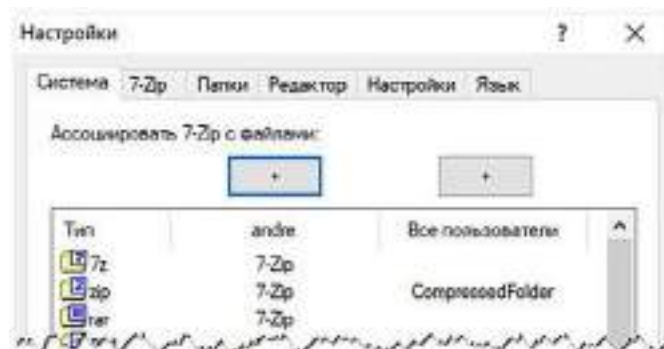 Настройки ? ×
Система 7-Zip Папки Редактор Настройки Язык
Ассоциировать 7-Zip с файлами:
+ +
Тип andre Все пользователи
7z 7-Zip
zip 7-Zip CompressedFolder
rar 7-Zip